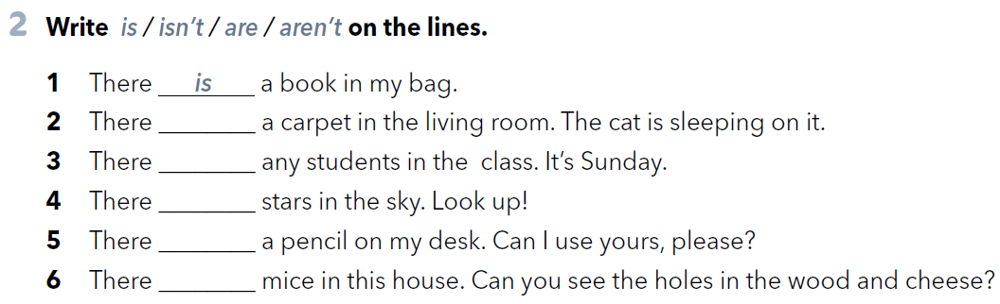 2 Write is / isn't / are / aren't on the lines.
1 There is a book in my bag.
2 There ________ a carpet in the living room. The cat is sleeping on it.
3 There ________ any students in the class. It's Sunday.
4 There ________ stars in the sky. Look up!
5 There ________ a pencil on my desk. Can I use yours, please?
6 There ________ mice in this house. Can you see the holes in the wood and cheese?